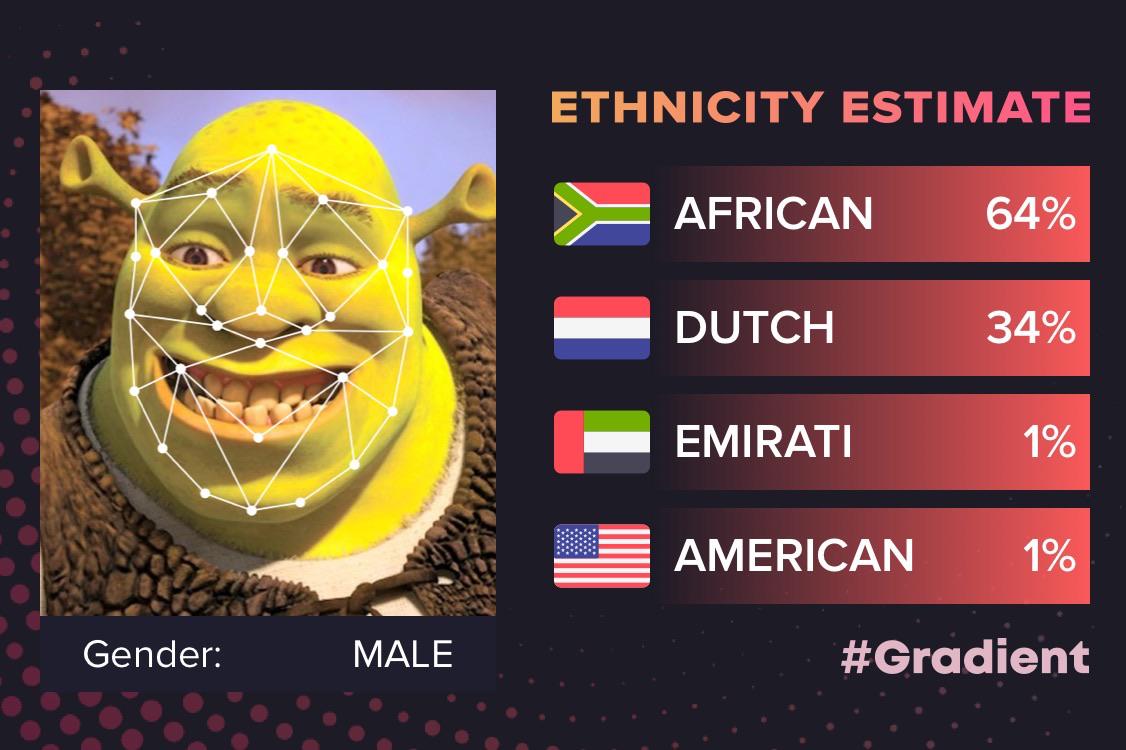 ETHNICITY ESTIMATE
AFRICAN 64%
DUTCH 34%
EMIRATI 1%
AMERICAN 1%
Gender: MALE
#Gradient